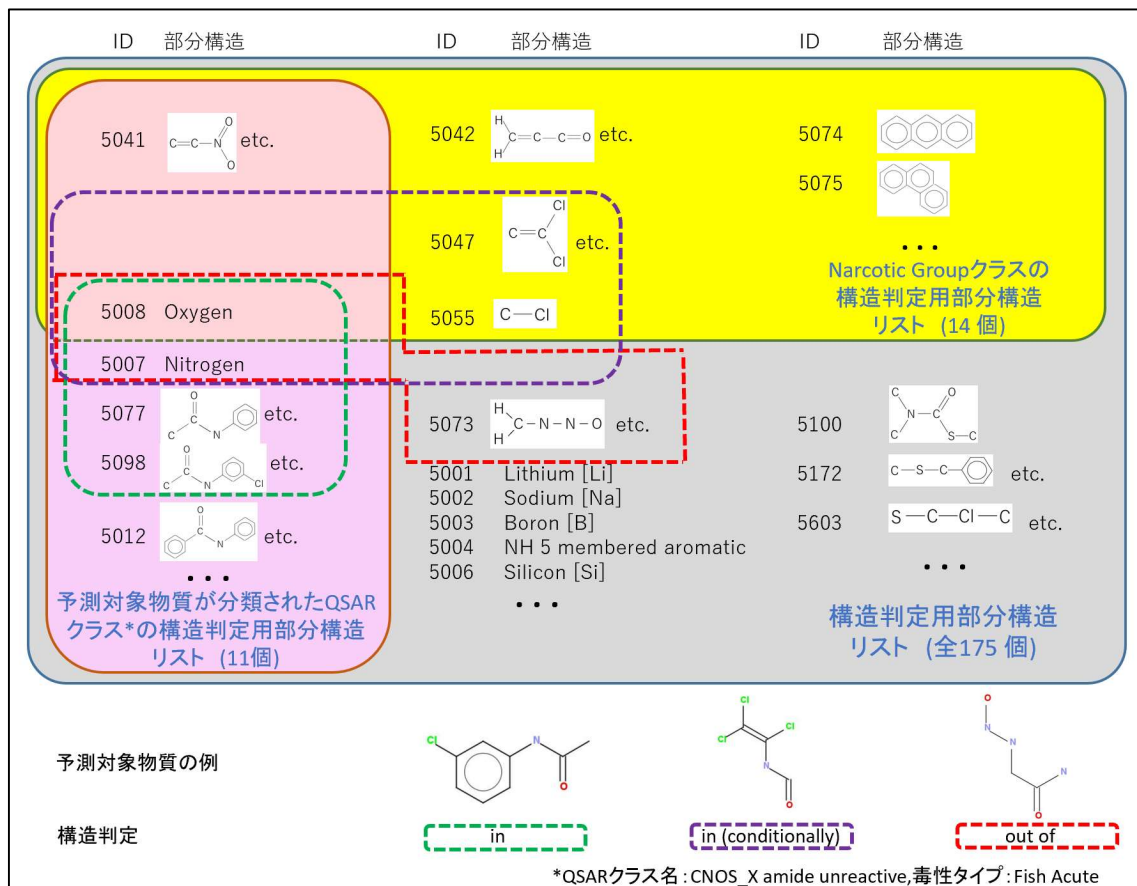 ID 部分構造
ID 部分構造
ID 部分構造
5041 C=C-N O O etc.
5042 H H C-C-C=O etc.
5074
5075
5047 C=C Cl Cl etc.
・・・
Narcotic Groupクラスの
構造判定用部分構造
リスト (14 個)
5008 Oxygen
5055 C-Cl
5007 Nitrogen
5077 O C N etc.
5073 H H C-N-N-O etc.
5100 C N C O S-C
5098 O C N Cl etc.
5001 Lithium [Li]
5172 C-S-C etc.
5002 Sodium [Na]
5003 Boron [B]
5603 S-C-Cl-C etc.
5012 O C N etc.
5004 NH 5 membered aromatic
5006 Silicon [Si]
・・・
・・・
・・・
予測対象物質が分類されたQSAR
クラス*の構造判定用部分構造
リスト (11個)
構造判定用部分構造
リスト (全175 個)
予測対象物質の例
Cl N O
Cl Cl Cl N O
O N N N O
構造判定
in
in (conditionally)
out of
*QSARクラス名：CNOS_X amide unreactive,毒性タイプ：Fish Acute